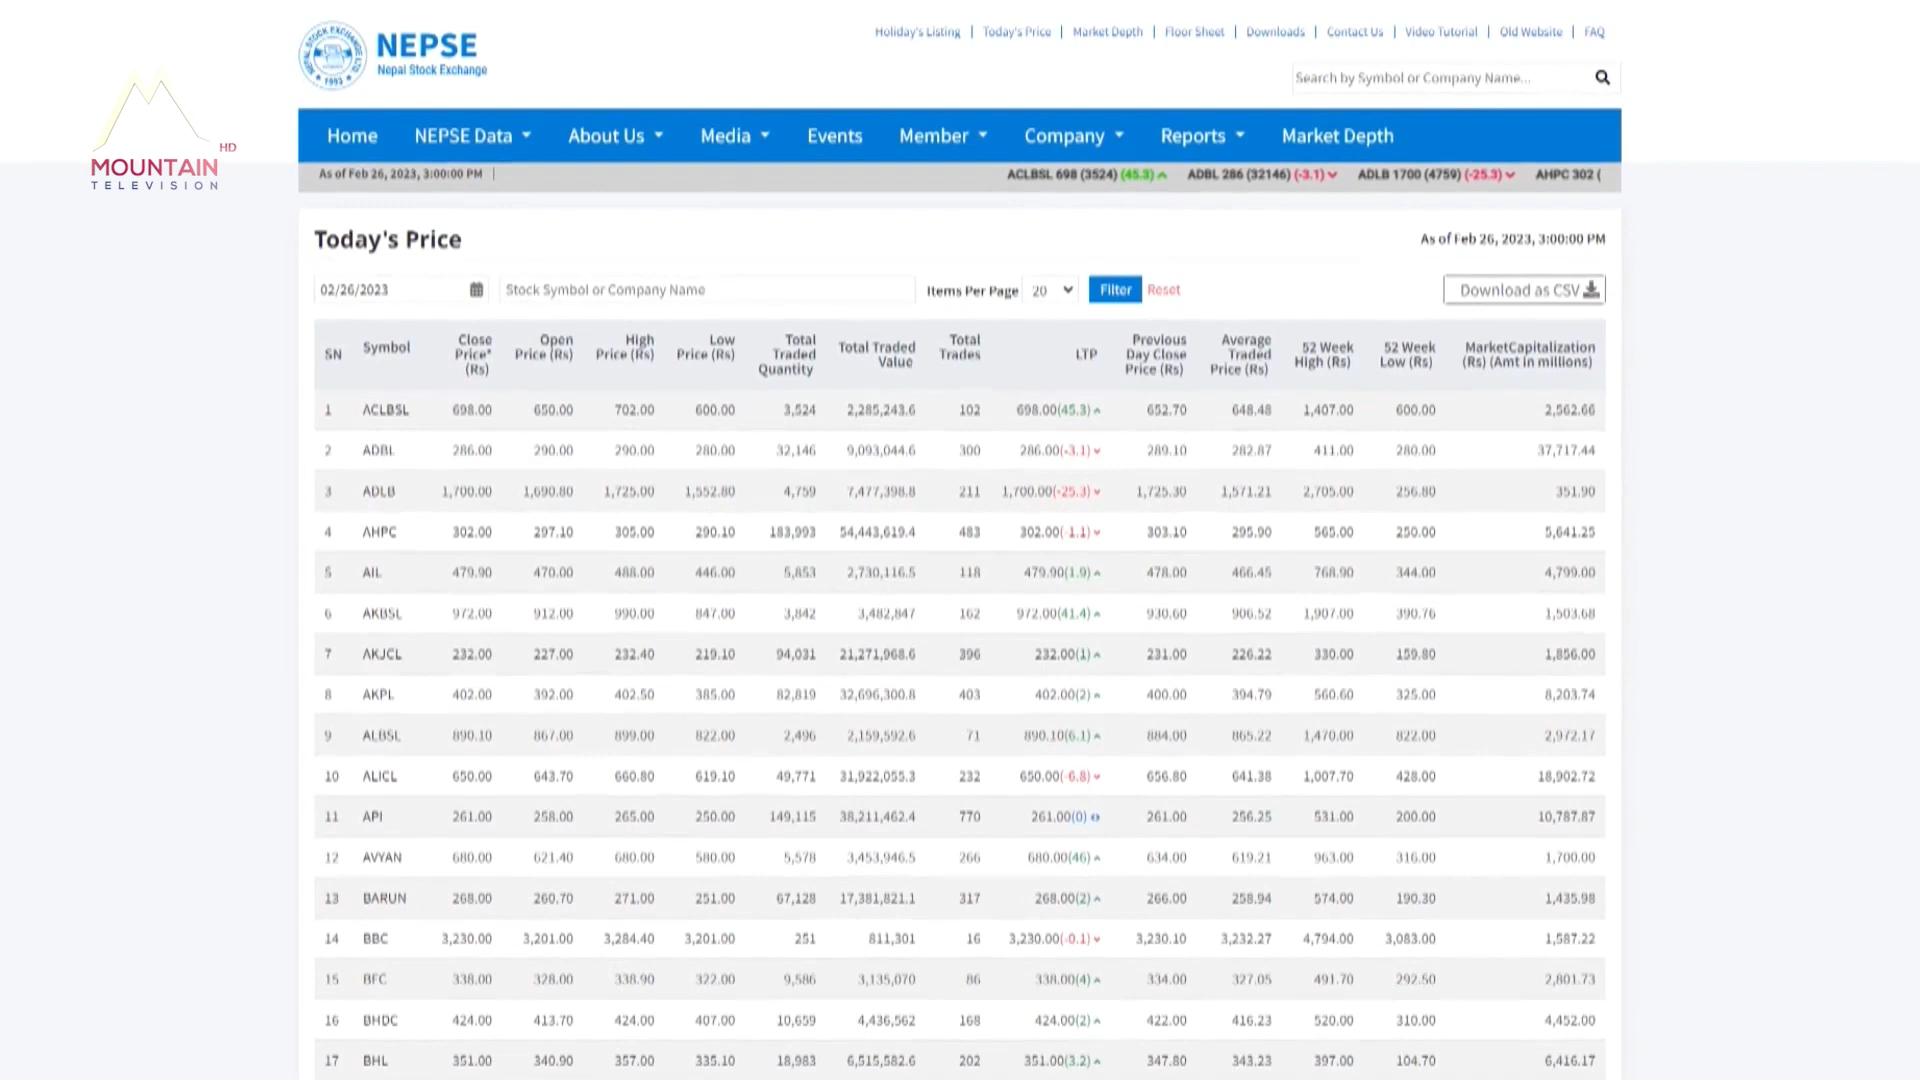 Holiday's Listing | Today's Price | Market Depth | Floor Sheet | Downloads | Contact Us | Video Tutorial | Old Website | FAQ
NEPSE
Nepal Stock Exchange
Search by Symbol or Company Name...
MOUNTAIN HD
TELEVISION
Home NEPSE Data About Us Media Events Member Company Reports Market Depth
As of Feb 26, 2023, 3:00:00 PM | ACLBSL 698 (3524) (45.3) ADBL 286 (32146) (-3.1) ADLB 1700 (4759) (-25.3) AHPC 302 (
Today's Price As of Feb 26, 2023, 3:00:00 PM
02/26/2023 Stock Symbol or Company Name Items Per Page 20 Filter Reset Download as CSV
SN Symbol Close Price* (Rs) Open Price (Rs) High Price (Rs) Low Price (Rs) Total Traded Quantity Total Traded Value Total Trades LTP Previous Day Close Price (Rs) Average Traded Price (Rs) 52 Week High (Rs) 52 Week Low (Rs) MarketCapitalization (Rs) (Amt in millions)
1 ACLBSL 698.00 650.00 702.00 600.00 3,524 2,285,243.6 102 698.00(45.3) 652.70 648.48 1,407.00 600.00 2,562.66
2 ADBL 286.00 290.00 290.00 280.00 32,146 9,093,044.6 300 286.00(-3.1) 289.10 282.87 411.00 280.00 37,717.44
3 ADLB 1,700.00 1,690.80 1,725.00 1,552.80 4,759 7,477,398.8 211 1,700.00(-25.3) 1,725.30 1,571.21 2,705.00 256.80 351.90
4 AHPC 302.00 297.10 305.00 290.10 183,993 54,443,619.4 483 302.00(-1.1) 303.10 295.90 565.00 250.00 5,641.25
5 AIL 479.90 470.00 488.00 446.00 5,853 2,730,116.5 118 479.90(1.9) 478.00 466.45 768.90 344.00 4,799.00
6 AKBSL 972.00 912.00 990.00 847.00 3,842 3,482,847 162 972.00(41.4) 930.60 906.52 1,907.00 390.76 1,503.68
7 AKJCL 232.00 227.00 232.40 219.10 94,031 21,271,968.6 396 232.00(1) 231.00 226.22 330.00 159.80 1,856.00
8 AKPL 402.00 392.00 402.50 385.00 82,819 32,696,300.8 403 402.00(2) 400.00 394.79 560.60 325.00 8,203.74
9 ALBSL 890.10 867.00 899.00 822.00 2,496 2,159,592.6 71 890.10(6.1) 884.00 865.22 1,470.00 822.00 2,972.17
10 ALICL 650.00 643.70 660.80 619.10 49,771 31,922,055.3 232 650.00(-6.8) 656.80 641.38 1,007.70 428.00 18,902.72
11 API 261.00 258.00 265.00 250.00 149,115 38,211,462.4 770 261.00(0) 261.00 256.25 531.00 200.00 10,787.87
12 AVYAN 680.00 621.40 680.00 580.00 5,578 3,453,946.5 266 680.00(46) 634.00 619.21 963.00 316.00 1,700.00
13 BARUN 268.00 260.70 271.00 251.00 67,128 17,381,821.1 317 268.00(2) 266.00 258.94 574.00 190.30 1,435.98
14 BBC 3,230.00 3,201.00 3,284.40 3,201.00 251 811,301 16 3,230.00(-0.1) 3,230.10 3,232.27 4,794.00 3,083.00 1,587.22
15 BFC 338.00 328.00 338.90 322.00 9,586 3,135,070 86 338.00(4) 334.00 327.05 491.70 292.50 2,801.73
16 BHDC 424.00 413.70 424.00 407.00 10,659 4,436,562 168 424.00(2) 422.00 416.23 520.00 310.00 4,452.00
17 BHL 351.00 340.90 357.00 335.10 18,983 6,515,582.6 202 351.00(3.2) 347.80 343.23 397.00 104.70 6,416.17